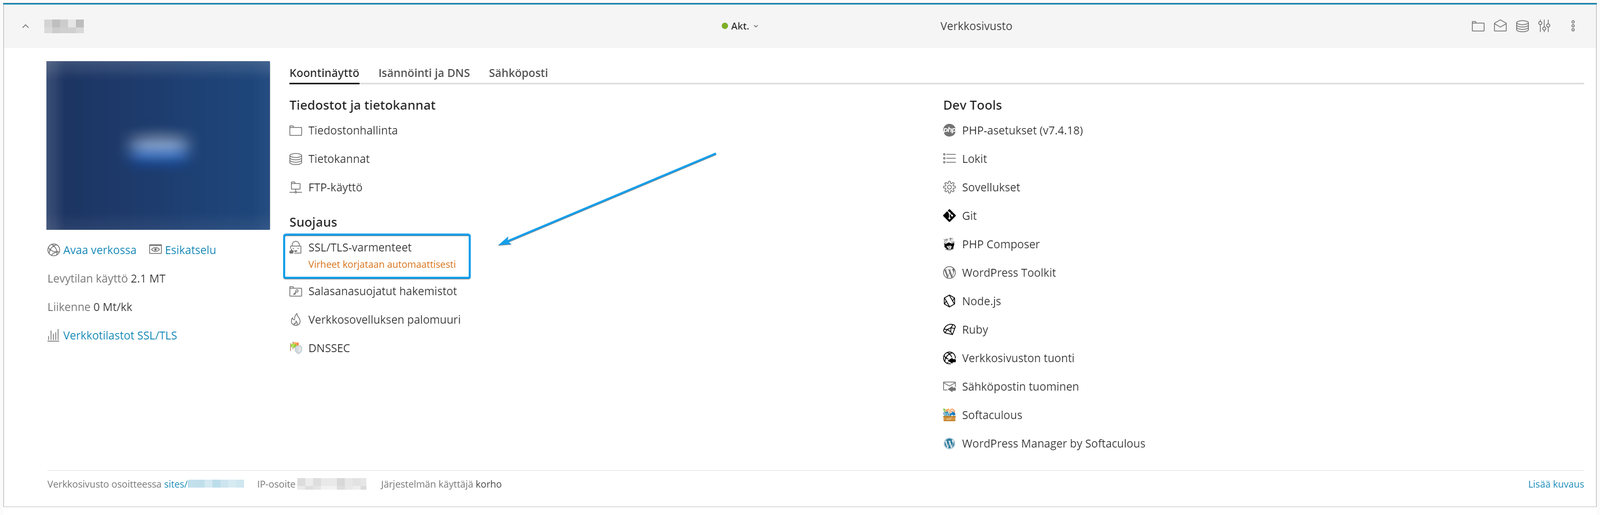 Akt.
Verkkosivusto
Koontinäyttö Isännöinti ja DNS Sähköposti
Tiedostot ja tietokannat
Tiedostonhallinta
Tietokannat
FTP-käyttö
Suojaus
SSL/TLS-varmenteet
Virheet korjataan automaattisesti
Salasanasuojatut hakemistot
Verkkosovelluksen palomuuri
DNSSEC
Dev Tools
php PHP-asetukset (v7.4.18)
Lokit
Sovellukset
Git
PHP Composer
WordPress Toolkit
Node.js
Ruby
Verkkosivuston tuonti
Sähköpostin tuominen
Softaculous
WordPress Manager by Softaculous
Avaa verkossa Esikatselu
Levytilan käyttö 2.1 MT
Liikenne 0 Mt/kk
Verkkotilastot SSL/TLS
Verkkosivusto osoitteessa sites/ IP-osoite Järjestelmän käyttäjä korho
Lisää kuvaus